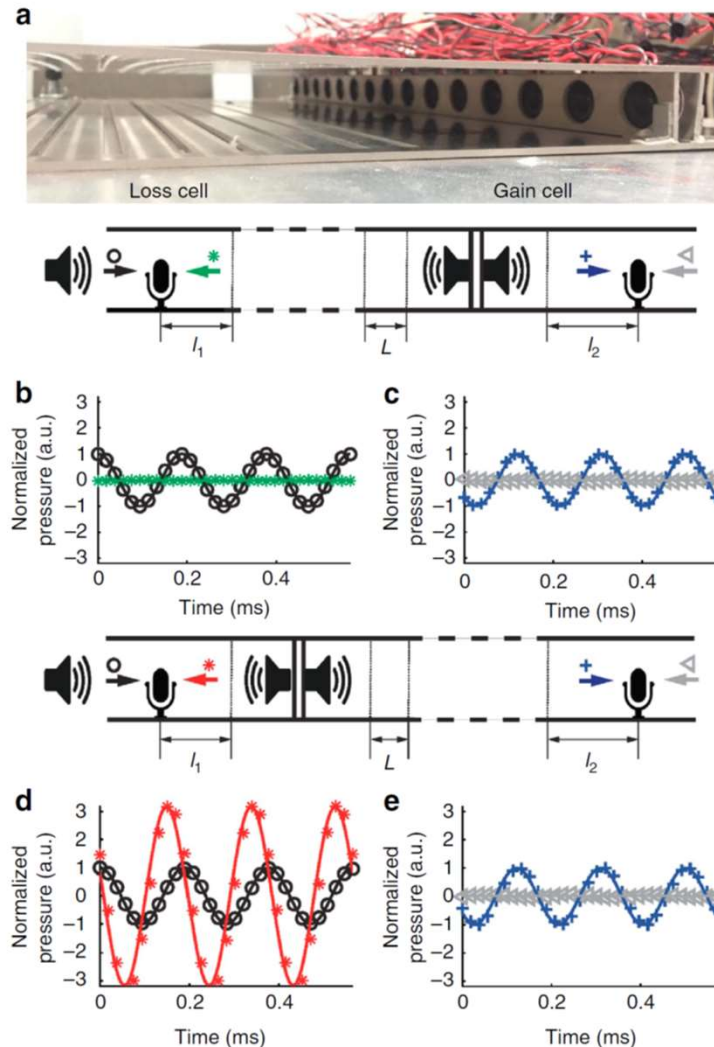 a
Loss cell Gain cell
l1 L l2
b
3
2
1
0
−1
−2
−3
Normalized pressure (a.u.)
0 0.2 0.4
Time (ms)
c
3
2
1
0
−1
−2
−3
Normalized pressure (a.u.)
0 0.2 0.4
Time (ms)
l1 L l2
d
3
2
1
0
−1
−2
−3
Normalized pressure (a.u.)
0 0.2 0.4
Time (ms)
e
3
2
1
0
−1
−2
−3
Normalized pressure (a.u.)
0 0.2 0.4
Time (ms)